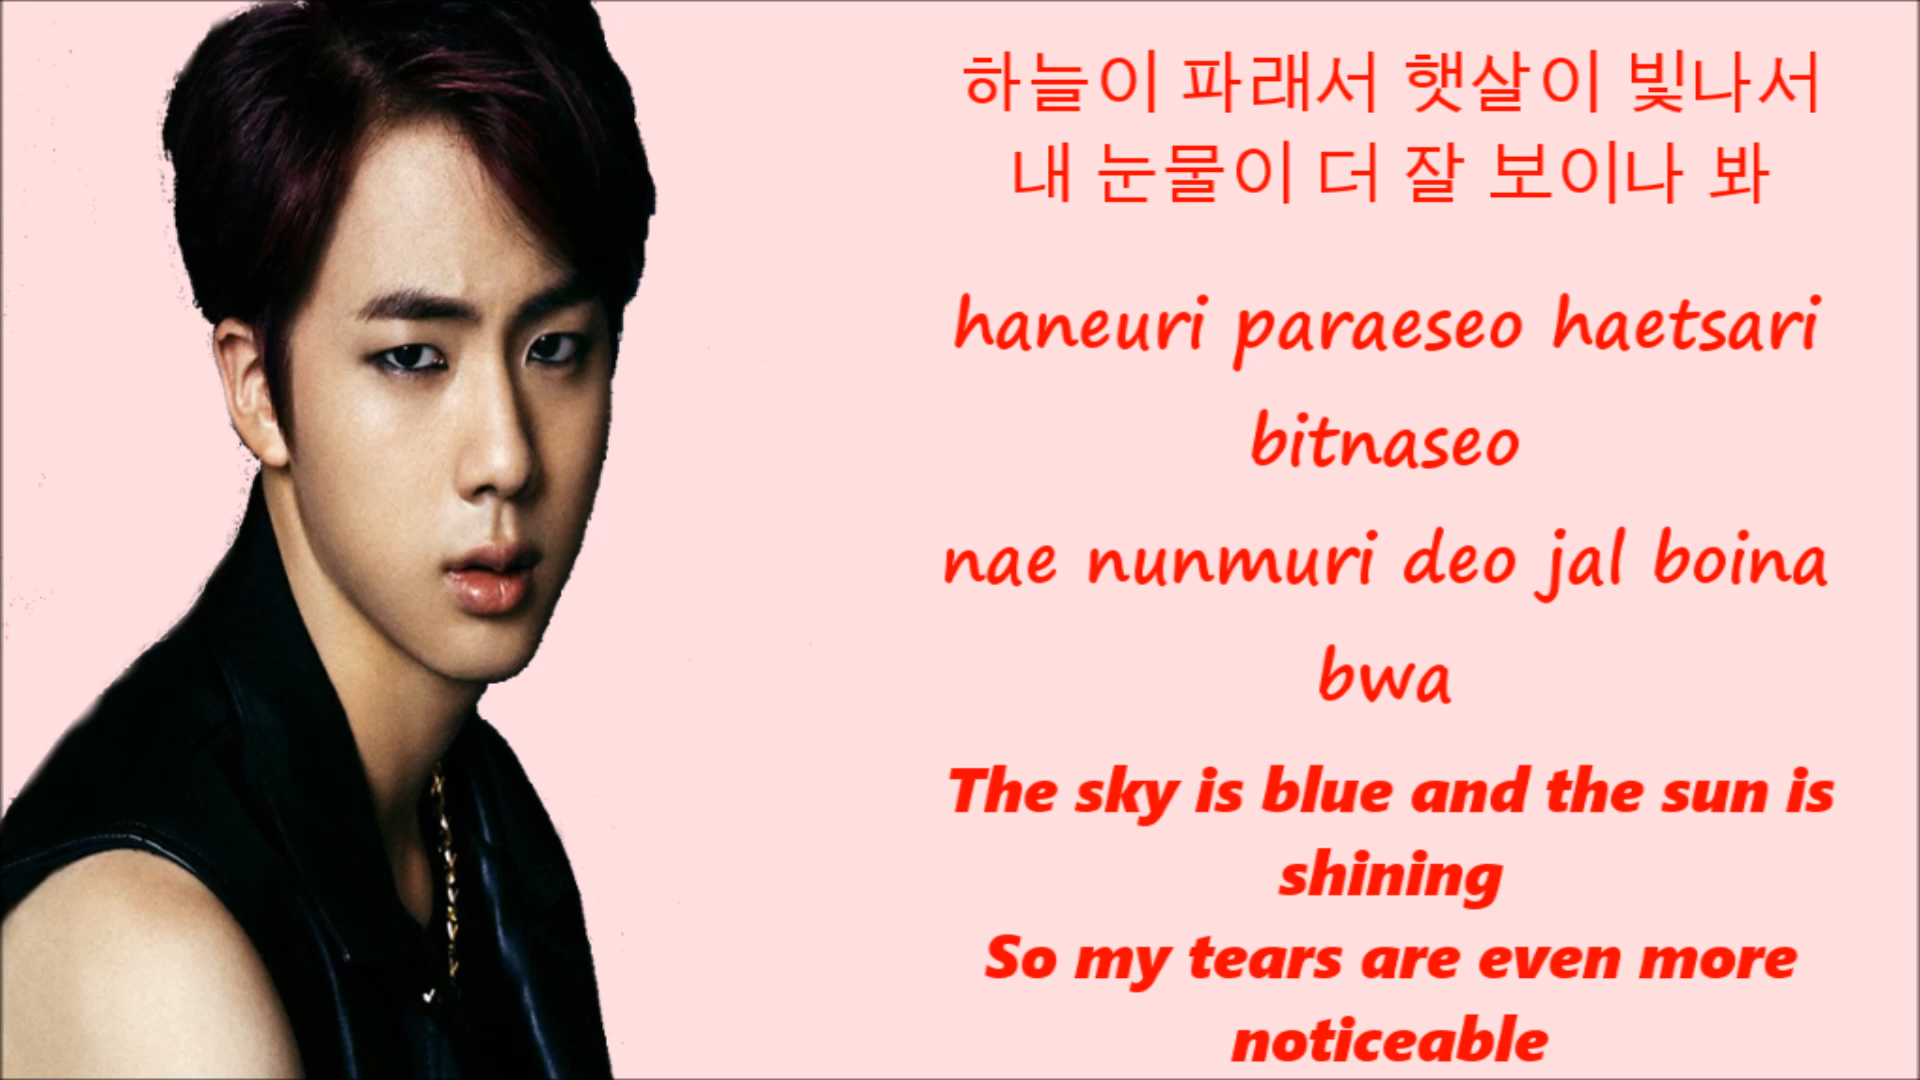 하늘이 파래서 햇살이 빛나서
내 눈물이 더 잘 보이나 봐
haneuri paraeseo haetsari
bitnaseo
nae nunmuri deo jal boina
bwa
The sky is blue and the sun is
shining
So my tears are even more
noticeable